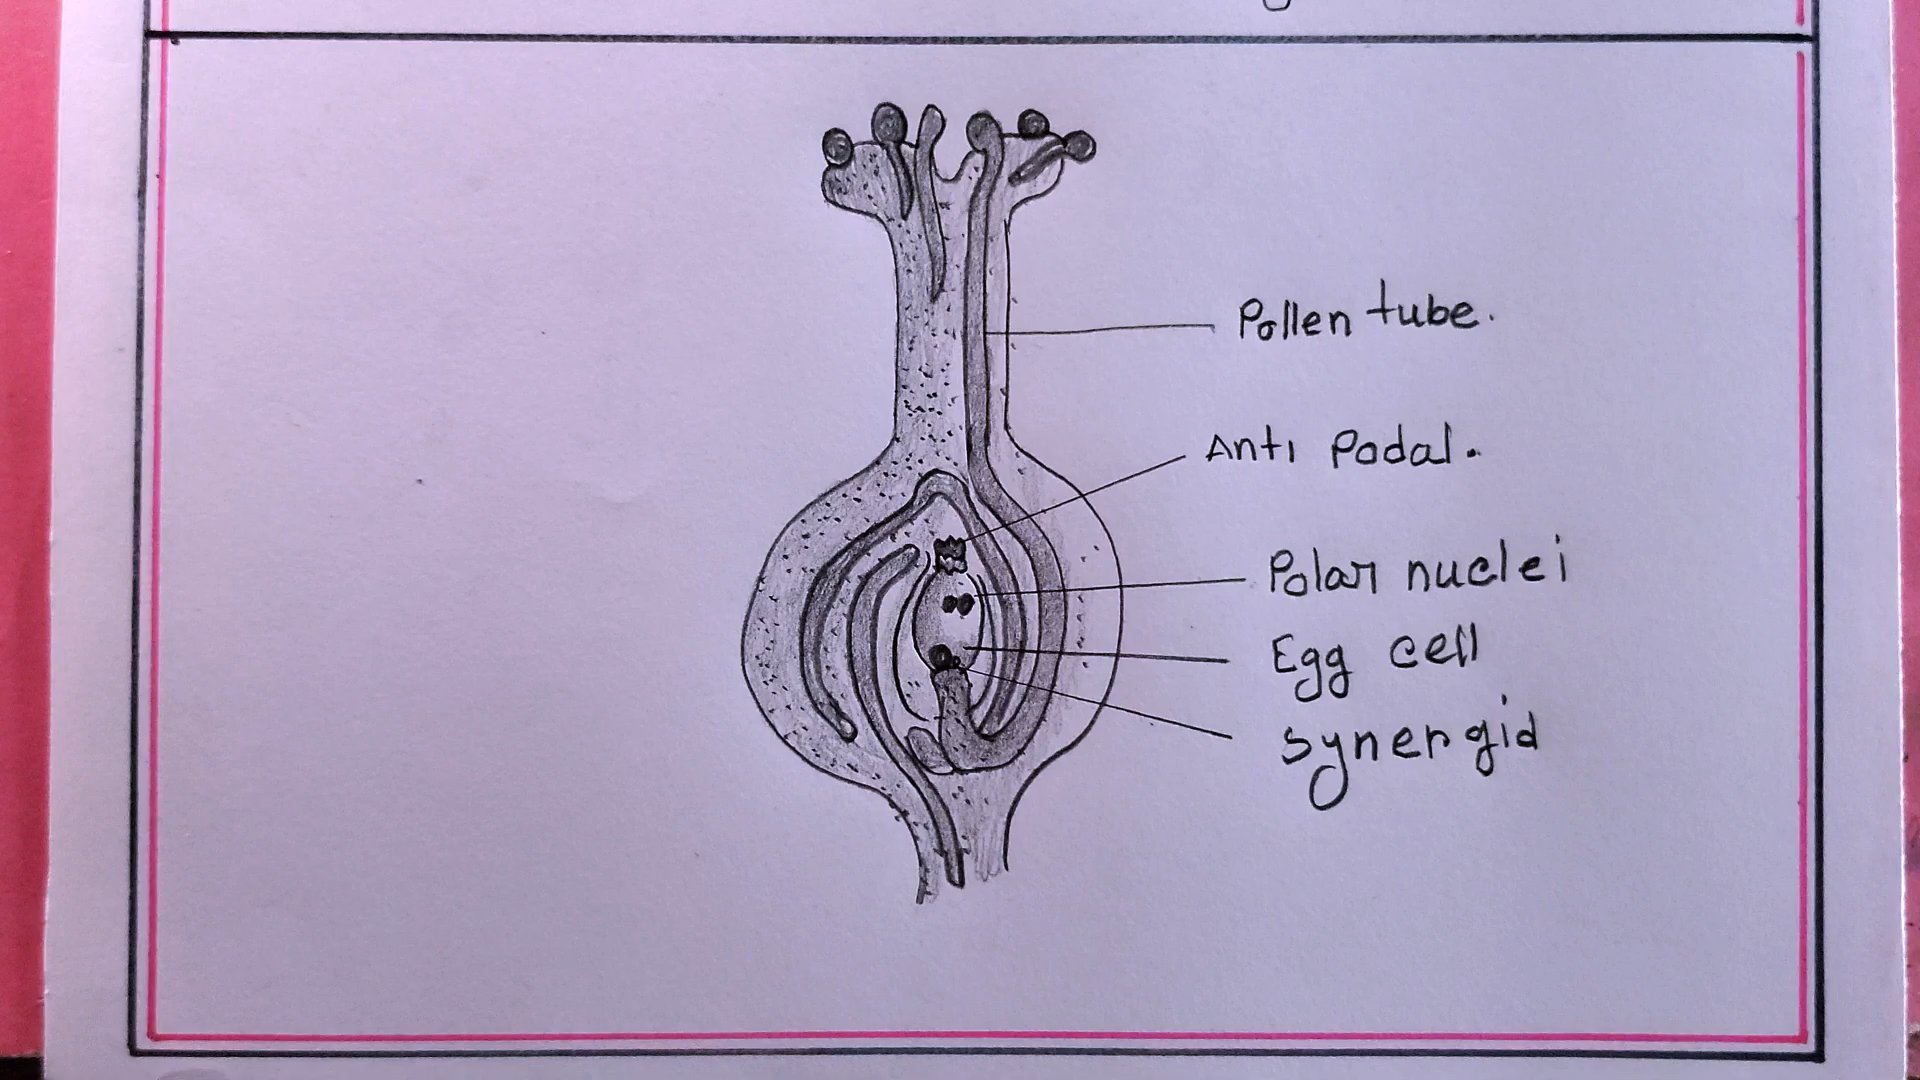 Pollen tube.
Anti Podal.
Polar nuclei
Egg cell
synergid